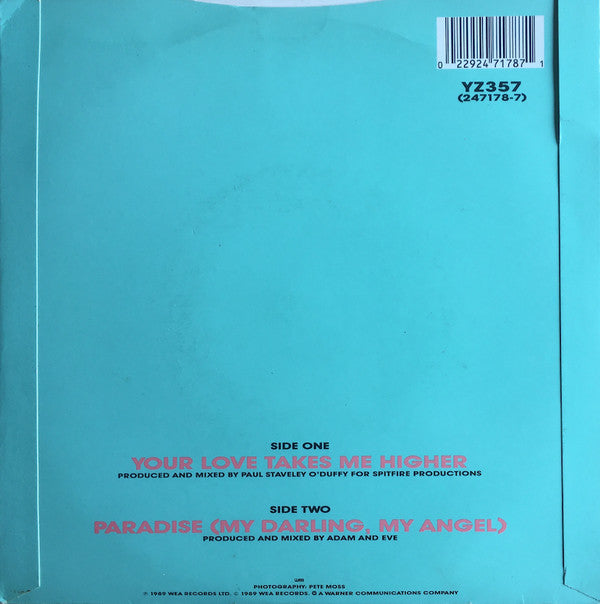 0 22924 71787 1
YZ357
(247178-7)
SIDE ONE
YOUR LOVE TAKES ME HIGHER
PRODUCED AND MIXED BY PAUL STAVELEY O'DUFFY FOR SPITFIRE PRODUCTIONS
SIDE TWO
PARADISE (MY DARLING, MY ANGEL)
PRODUCED AND MIXED BY ADAM AND EVE
wea
PHOTOGRAPHY: PETE MOSS
℗ 1989 WEA RECORDS LTD. © 1989 WEA RECORDS. A WARNER COMMUNICATIONS COMPANY